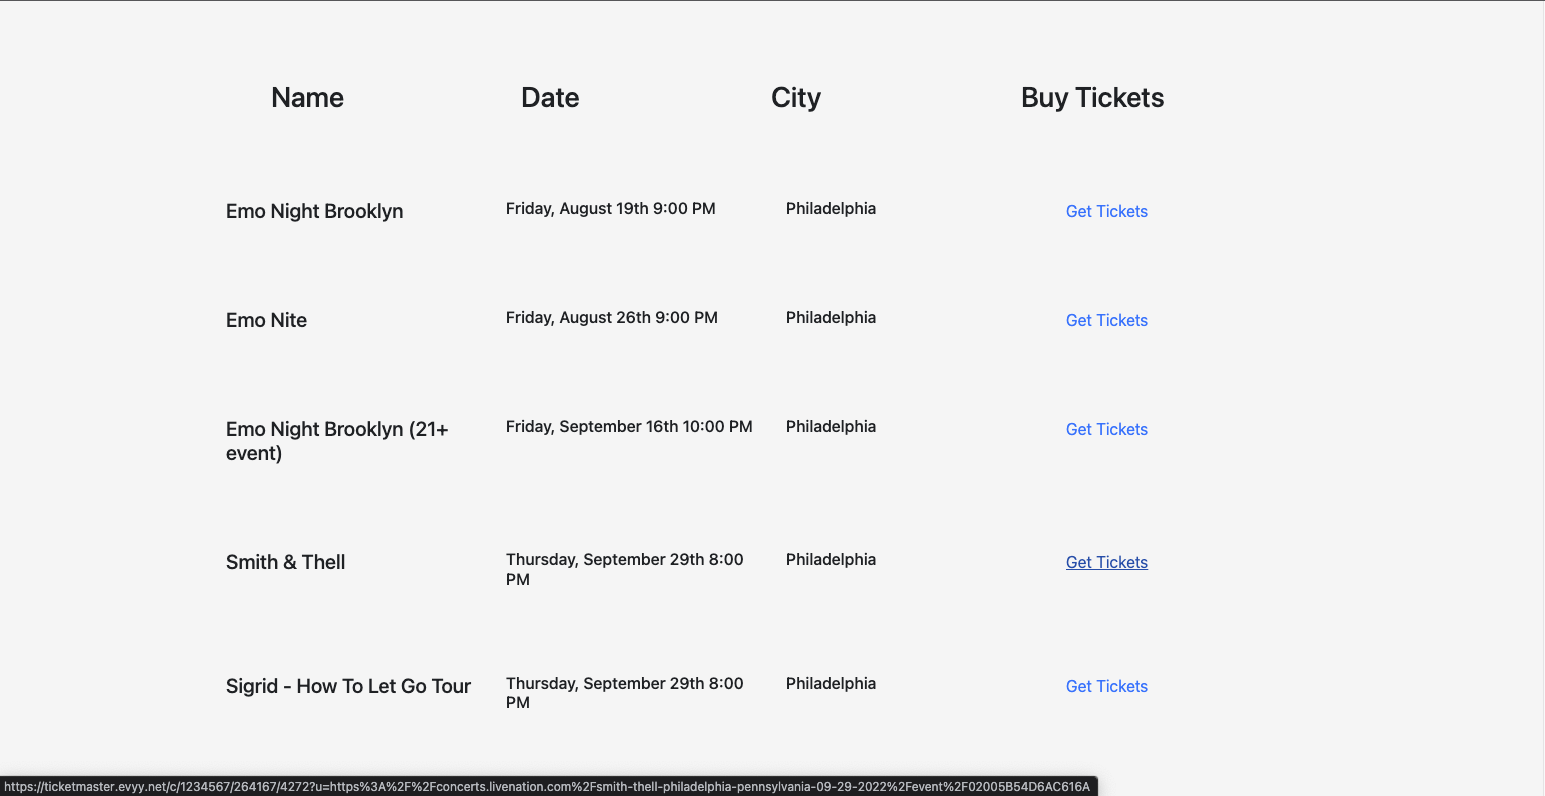 Name Date City Buy Tickets
Emo Night Brooklyn Friday, August 19th 9:00 PM Philadelphia Get Tickets
Emo Nite Friday, August 26th 9:00 PM Philadelphia Get Tickets
Emo Night Brooklyn (21+ Friday, September 16th 10:00 PM Philadelphia Get Tickets
event)
Smith & Thell Thursday, September 29th 8:00 Philadelphia Get Tickets
PM
Sigrid - How To Let Go Tour Thursday, September 29th 8:00 Philadelphia Get Tickets
PM
https://ticketmaster.evyy.net/c/1234567/264167/4272?u=https%3A%2F%2Fconcerts.livenation.com%2Fsmith-thell-philadelphia-pennsylvania-09-29-2022%2Fevent%2F02005B54D6AC616A